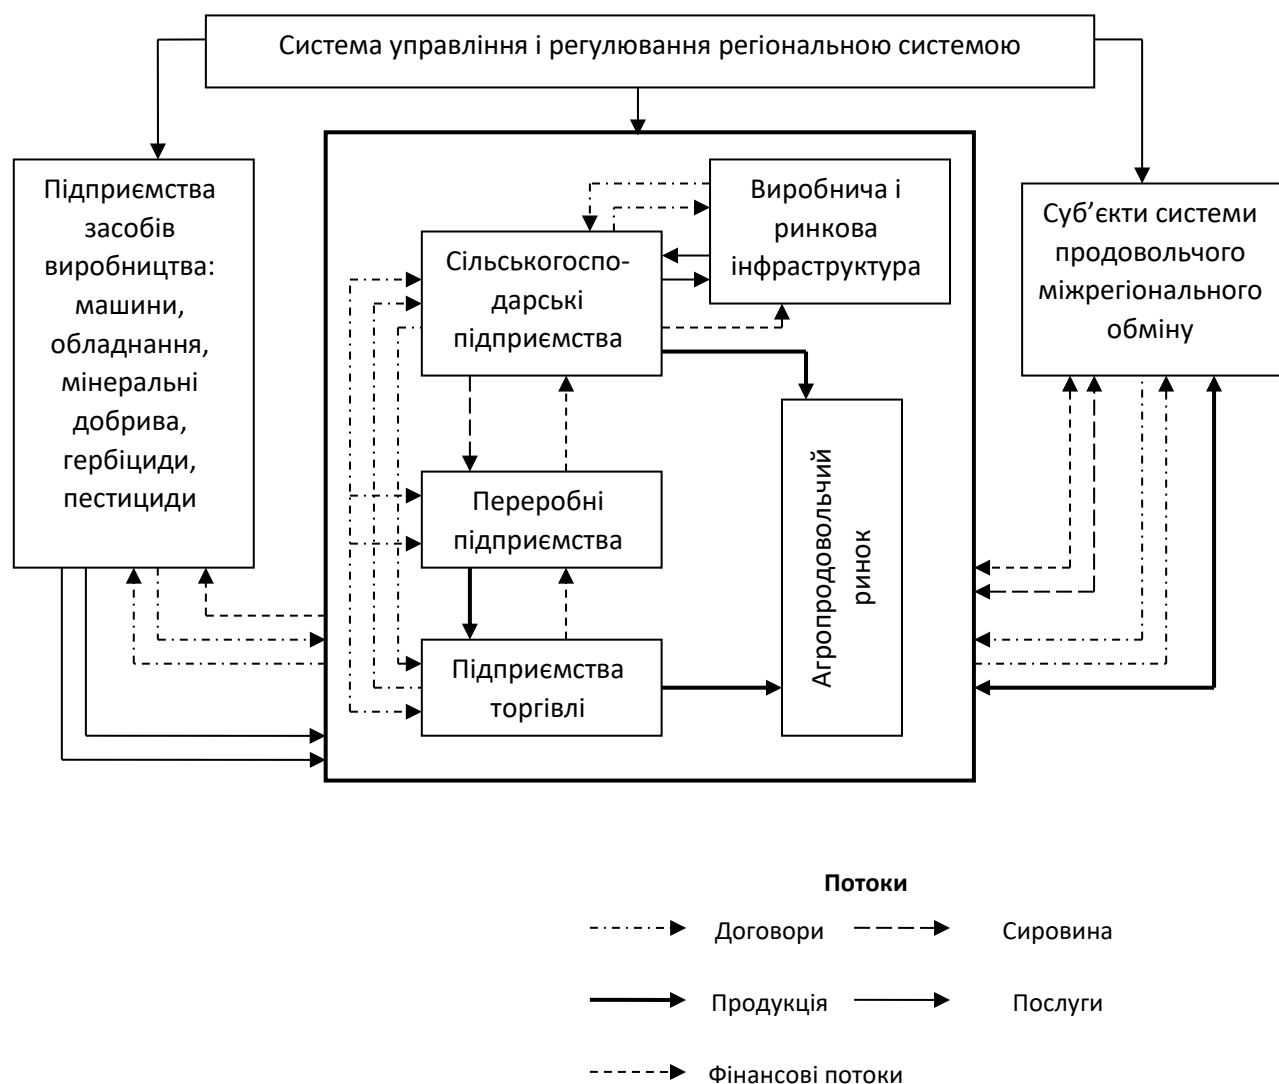 Система управління і регулювання регіональною системою
Підприємства
засобів
виробництва:
машини,
обладнання,
мінеральні
добрива,
гербіциди,
пестициди
Виробнича і
ринкова
інфраструктура
Сільськогоспо-
дарські
підприємства
Суб’єкти системи
продовольчого
міжрегіонального
обміну
Переробні
підприємства
Агропродовольчий
ринок
Підприємства
торгівлі
Потоки
Договори
Сировина
Продукція
Послуги
Фінансові потоки